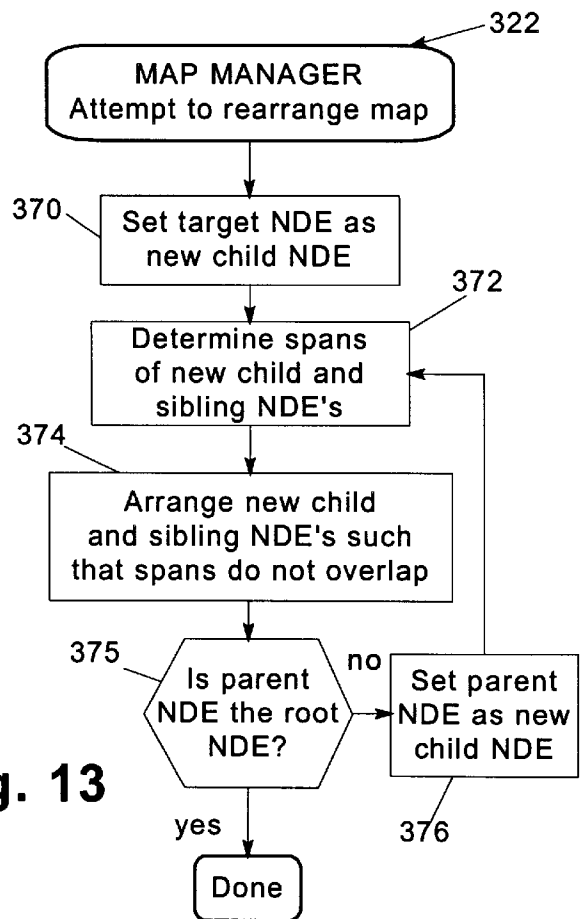 322
MAP MANAGER
Attempt to rearrange map
370
Set target NDE as
new child NDE
372
Determine spans
of new child and
sibling NDE's
374
Arrange new child
and sibling NDE's such
that spans do not overlap
375
Is parent
NDE the root
NDE?
no
Set parent
NDE as new
child NDE
376
g. 13
yes
Done